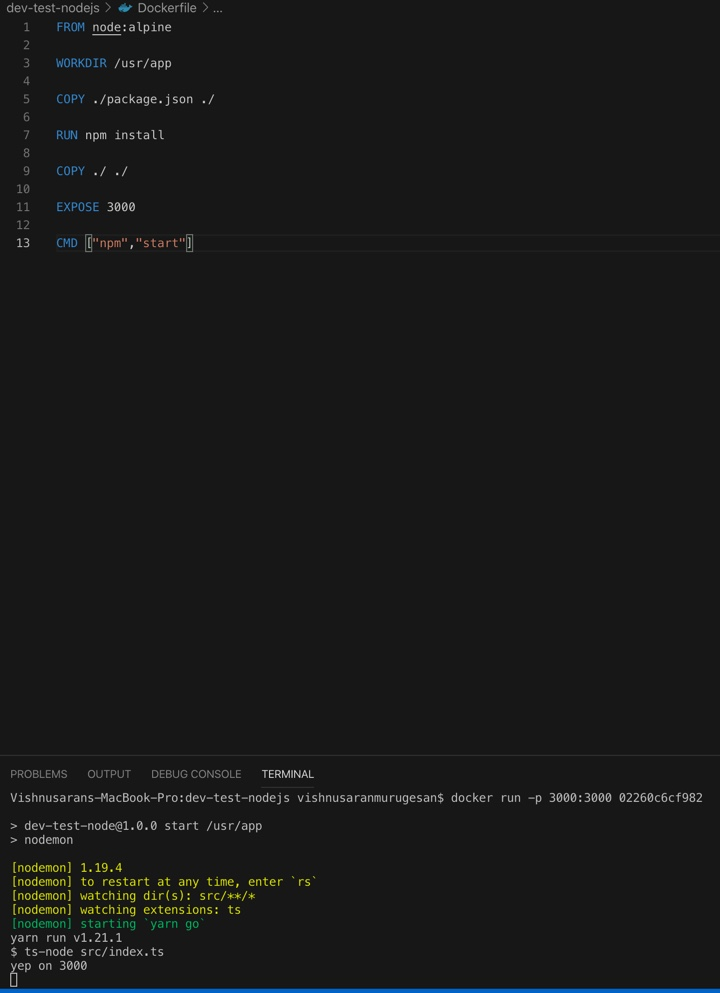 dev-test-nodejs > Dockerfile > ...
1 FROM node:alpine
2
3 WORKDIR /usr/app
4
5 COPY ./package.json ./
6
7 RUN npm install
8
9 COPY ./ ./
10
11 EXPOSE 3000
12
13 CMD ["npm","start"]
PROBLEMS OUTPUT DEBUG CONSOLE TERMINAL
Vishnusarans-MacBook-Pro:dev-test-nodejs vishnusaranmurugesan$ docker run -p 3000:3000 02260c6cf982
> dev-test-node@1.0.0 start /usr/app
> nodemon
[nodemon] 1.19.4
[nodemon] to restart at any time, enter `rs`
[nodemon] watching dir(s): src/**/*
[nodemon] watching extensions: ts
[nodemon] starting `yarn go`
yarn run v1.21.1
$ ts-node src/index.ts
yep on 3000